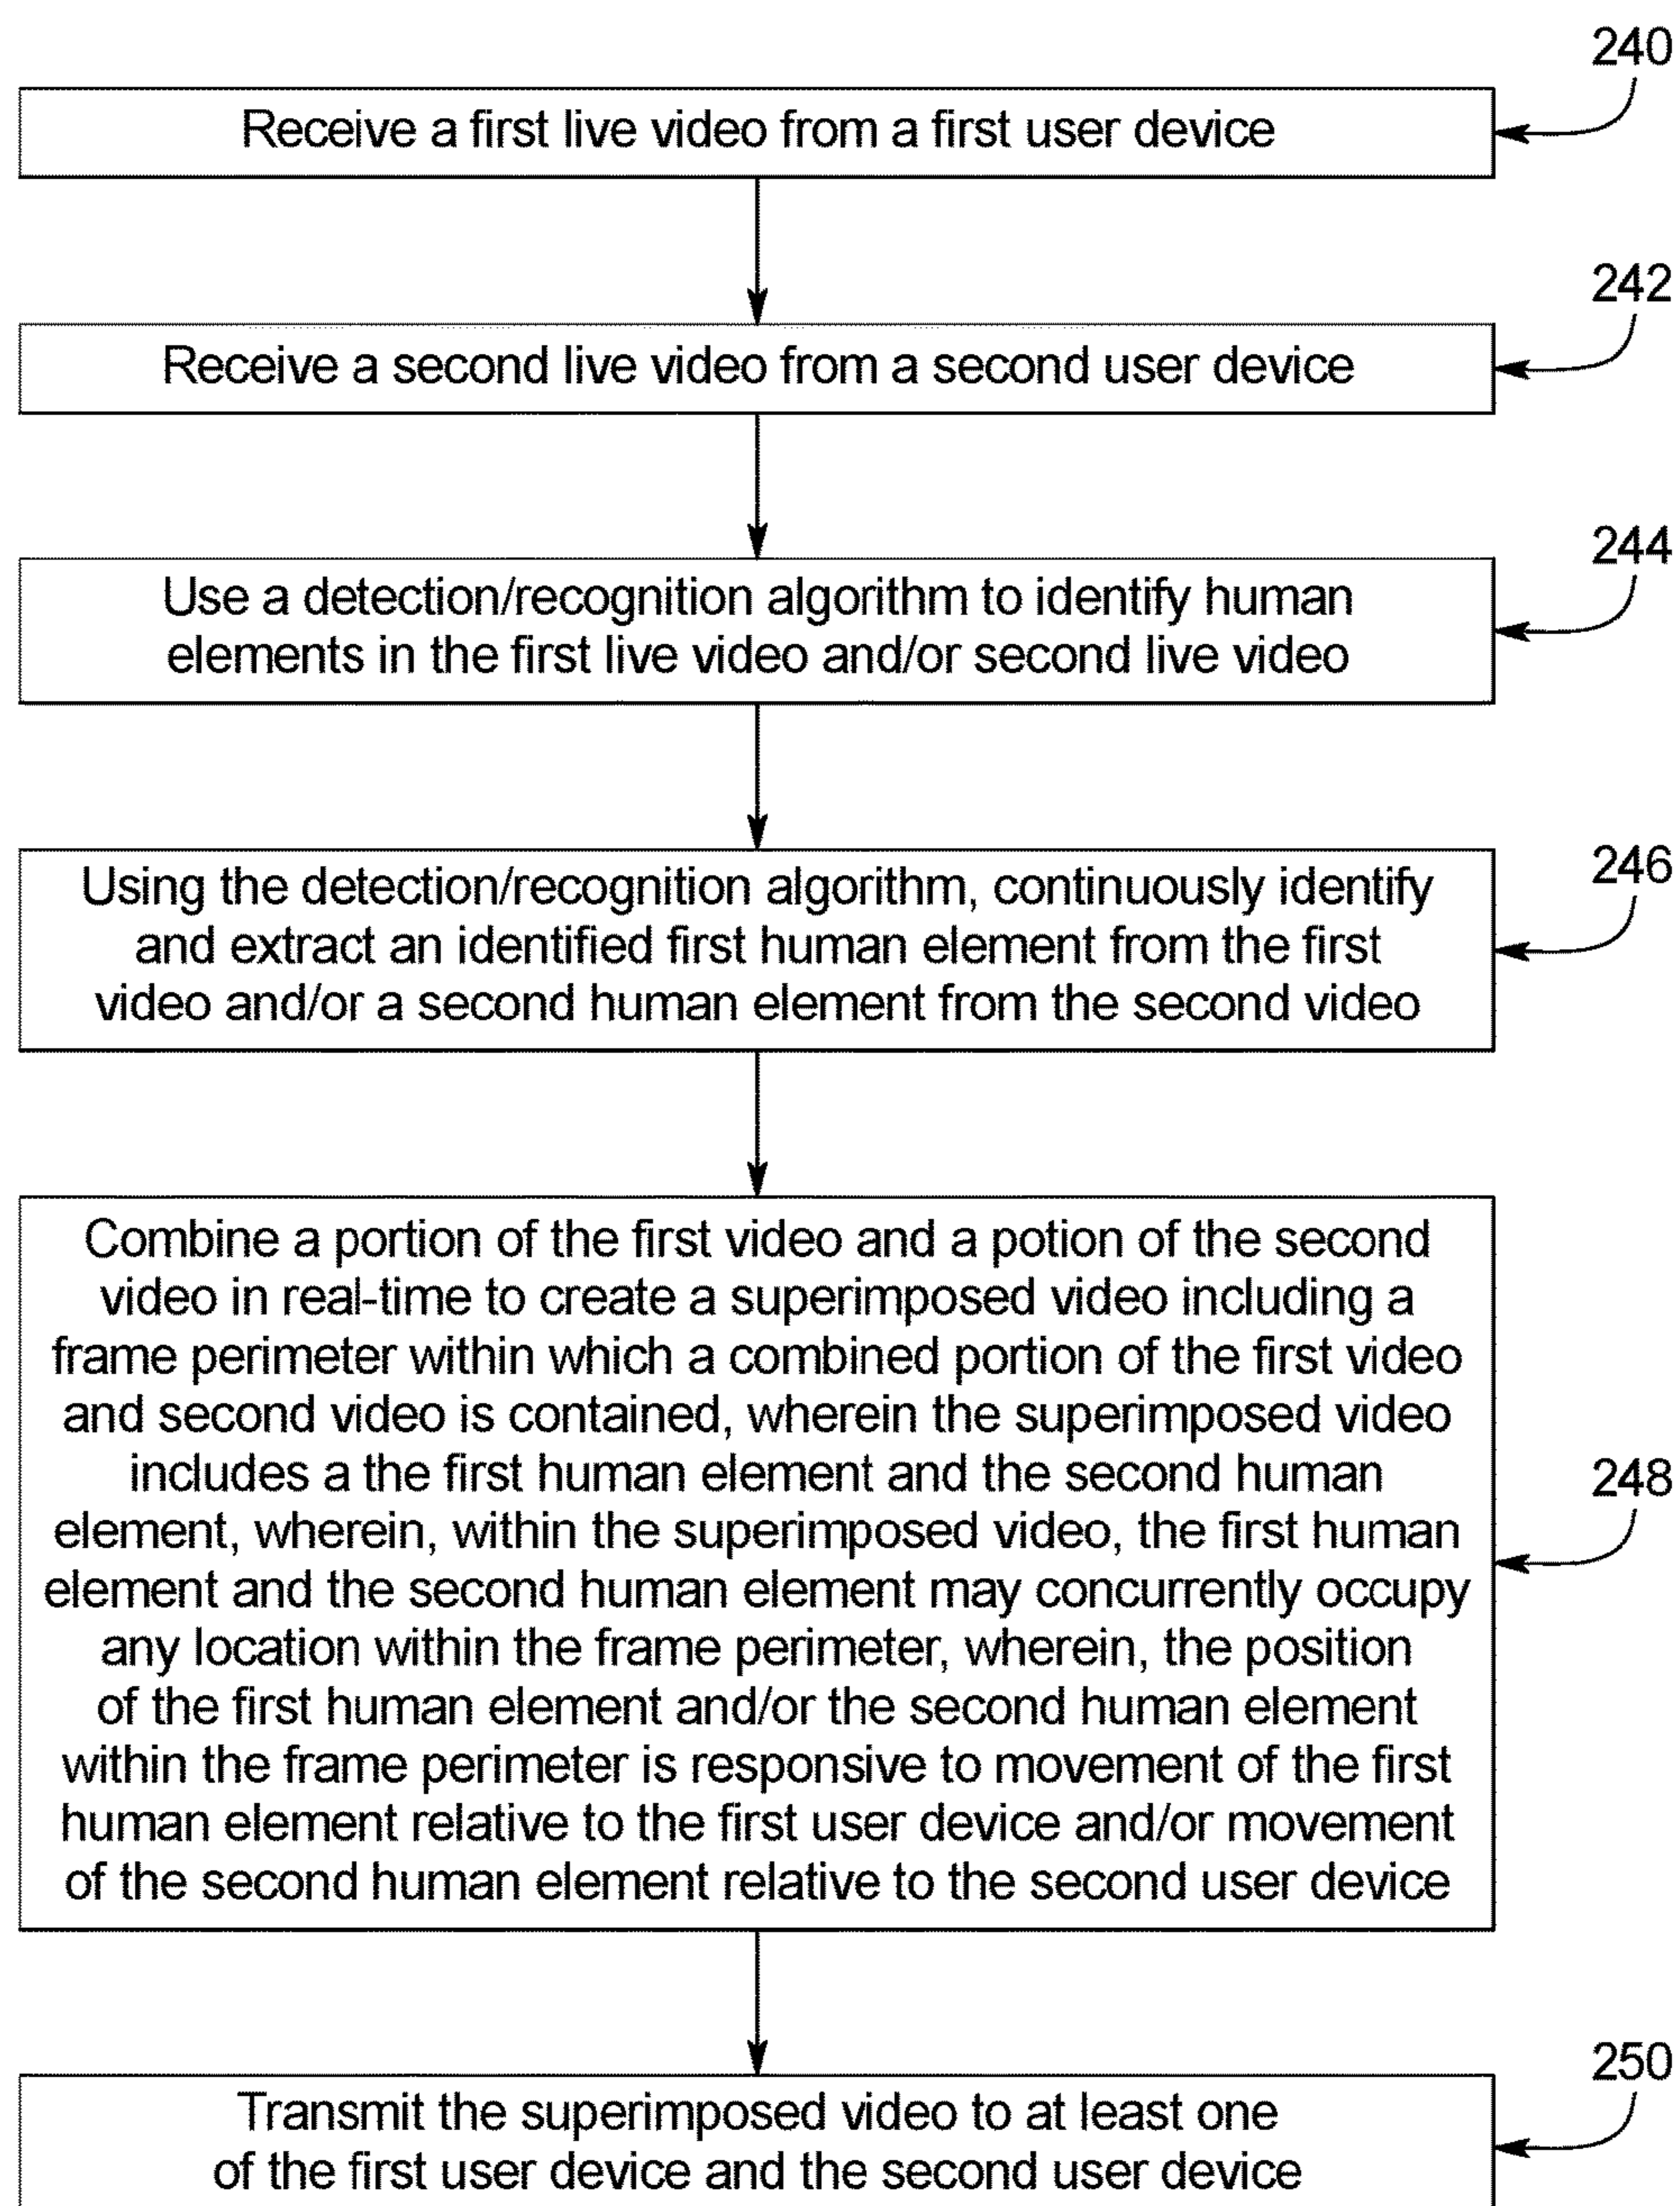 240
Receive a first live video from a first user device
242
Receive a second live video from a second user device
244
Use a detection/recognition algorithm to identify human
elements in the first live video and/or second live video
246
Using the detection/recognition algorithm, continuously identify
and extract an identified first human element from the first
video and/or a second human element from the second video
Combine a portion of the first video and a potion of the second
video in real-time to create a superimposed video including a
frame perimeter within which a combined portion of the first video
and second video is contained, wherein the superimposed video
includes a the first human element and the second human
element, wherein, within the superimposed video, the first human
element and the second human element may concurrently occupy
any location within the frame perimeter, wherein, the position
of the first human element and/or the second human element
within the frame perimeter is responsive to movement of the first
human element relative to the first user device and/or movement
of the second human element relative to the second user device
248
250
Transmit the superimposed video to at least one
of the first user device and the second user device